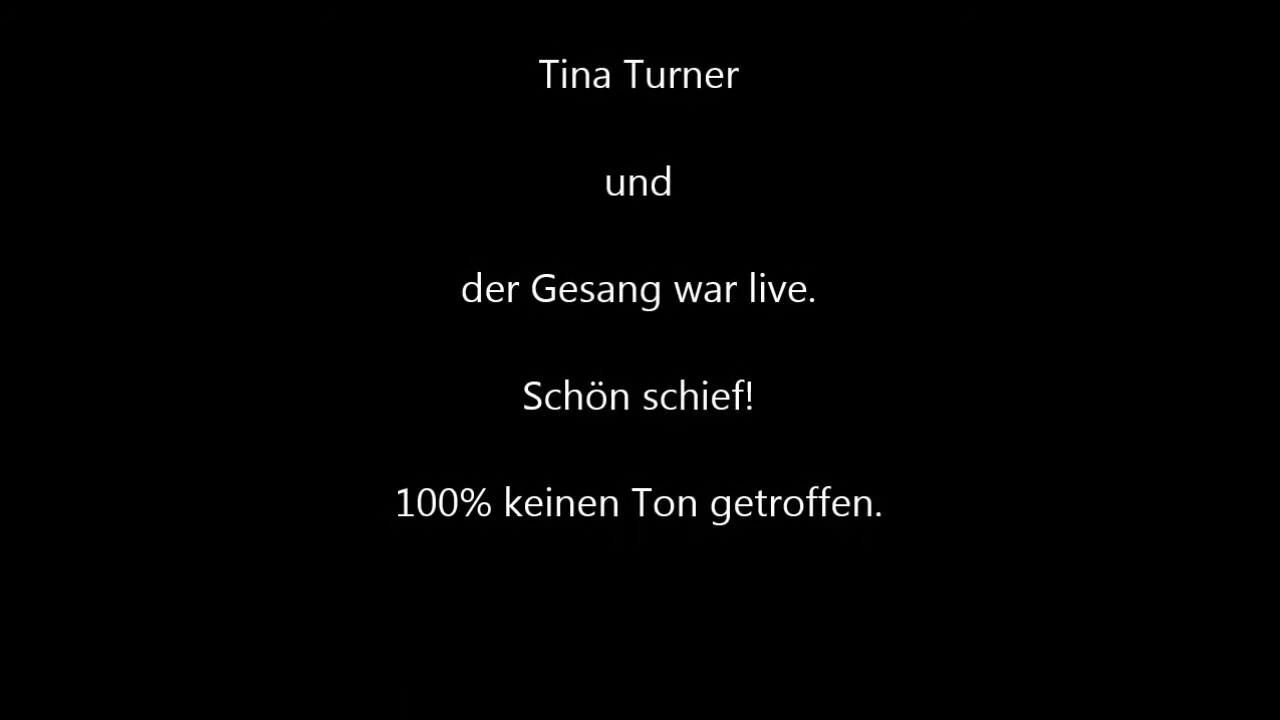 Tina Turner
und
der Gesang war live.
Schön schief!
100% keinen Ton getroffen.